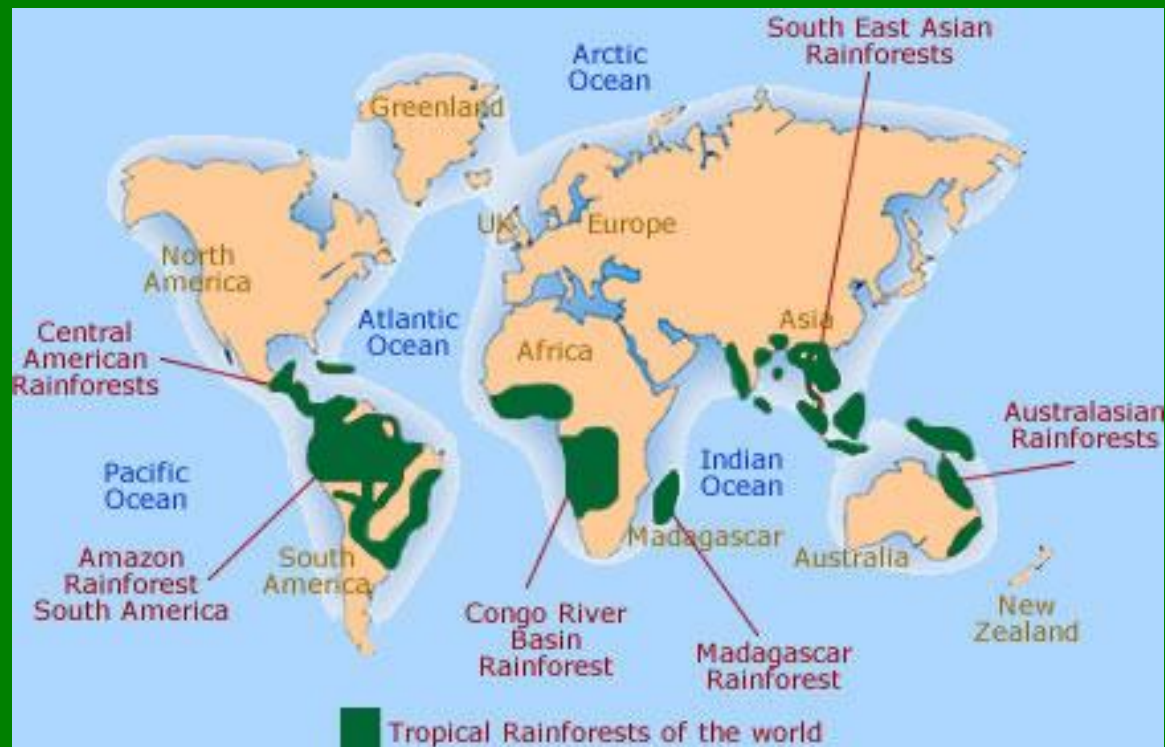 South East Asian
Rainforests
Arctic
Ocean
Greenland
UK
Europe
North
America
Atlantic
Ocean
Asia
Africa
Central
American
Rainforests
Australasian
Rainforests
Pacific
Ocean
Indian
Ocean
Madagascar
Australia
Amazon
Rainforest
South America
South
America
Congo River
Basin
Rainforest
Madagascar
Rainforest
New
Zealand
Tropical Rainforests of the world